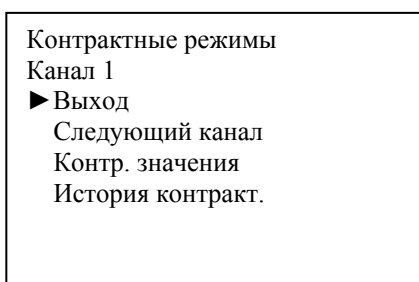 Контрактные режимы
Канал 1
►Выход
Следующий канал
Контр. значения
История контракт.